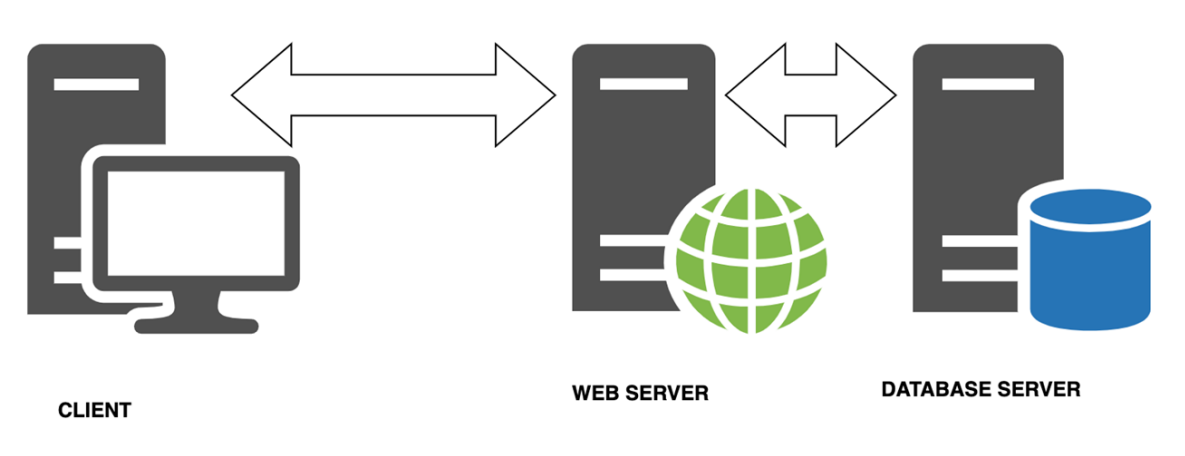 CLIENT
WEB SERVER
DATABASE SERVER